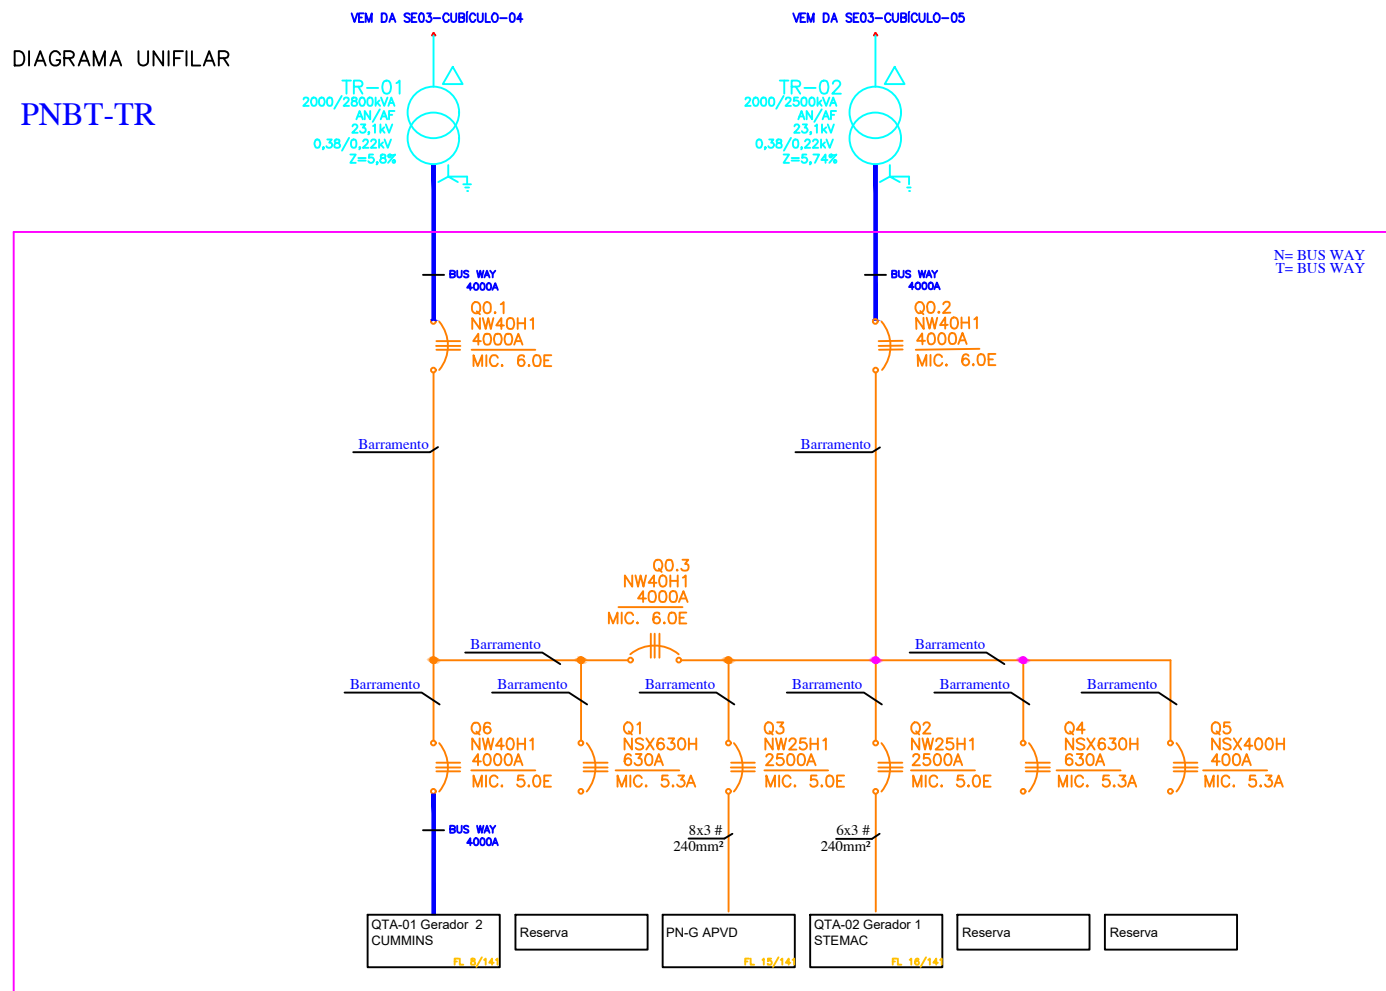 VEM DA SE03-CUBÍCULO-04
VEM DA SE03-CUBÍCULO-05
DIAGRAMA UNIFILAR
PNBT-TR
TR-01
2000/2800kVA
AN/AF
23,1kV
0,38/0,22kV
Z=5,8%
TR-02
2000/2500kVA
AN/AF
23,1kV
0,38/0,22kV
Z=5,74%
N= BUS WAY
T= BUS WAY
BUS WAY
4000A
BUS WAY
4000A
Q0.1
NW40H1
4000A
MIC. 6.0E
Q0.2
NW40H1
4000A
MIC. 6.0E
Barramento
Barramento
Q0.3
NW40H1
4000A
MIC. 6.0E
Barramento
Barramento
Barramento
Barramento
Barramento
Barramento
Barramento
Barramento
Q6
NW40H1
4000A
MIC. 5.0E
Q1
NSX630H
630A
MIC. 5.3A
Q3
NW25H1
2500A
MIC. 5.0E
Q2
NW25H1
2500A
MIC. 5.0E
Q4
NSX630H
630A
MIC. 5.3A
Q5
NSX400H
400A
MIC. 5.3A
BUS WAY
4000A
8x3 #
240mm²
6x3 #
240mm²
QTA-01 Gerador 2
CUMMINS
FL 8/141
Reserva
PN-G APVD
FL 15/141
QTA-02 Gerador 1
STEMAC
FL 16/141
Reserva
Reserva